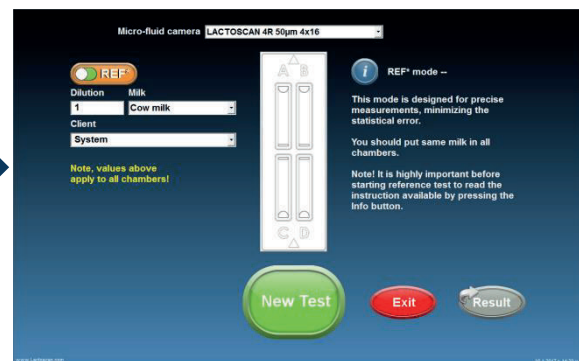 Micro-fluid camera LACTOSCAN 4R 50µm 4x16
REF*
Dilution Milk
1 Cow milk
Client
System
Note, values above
apply to all chambers!
A B
C D
i REF* mode --
This mode is designed for precise
measurements, minimizing the
statistical error.
You should put same milk in all
chambers.
Note! It is highly important before
starting reference test to read the
instruction available by pressing the
Info button.
New Test
Exit
Result
www.Lactoscan.com